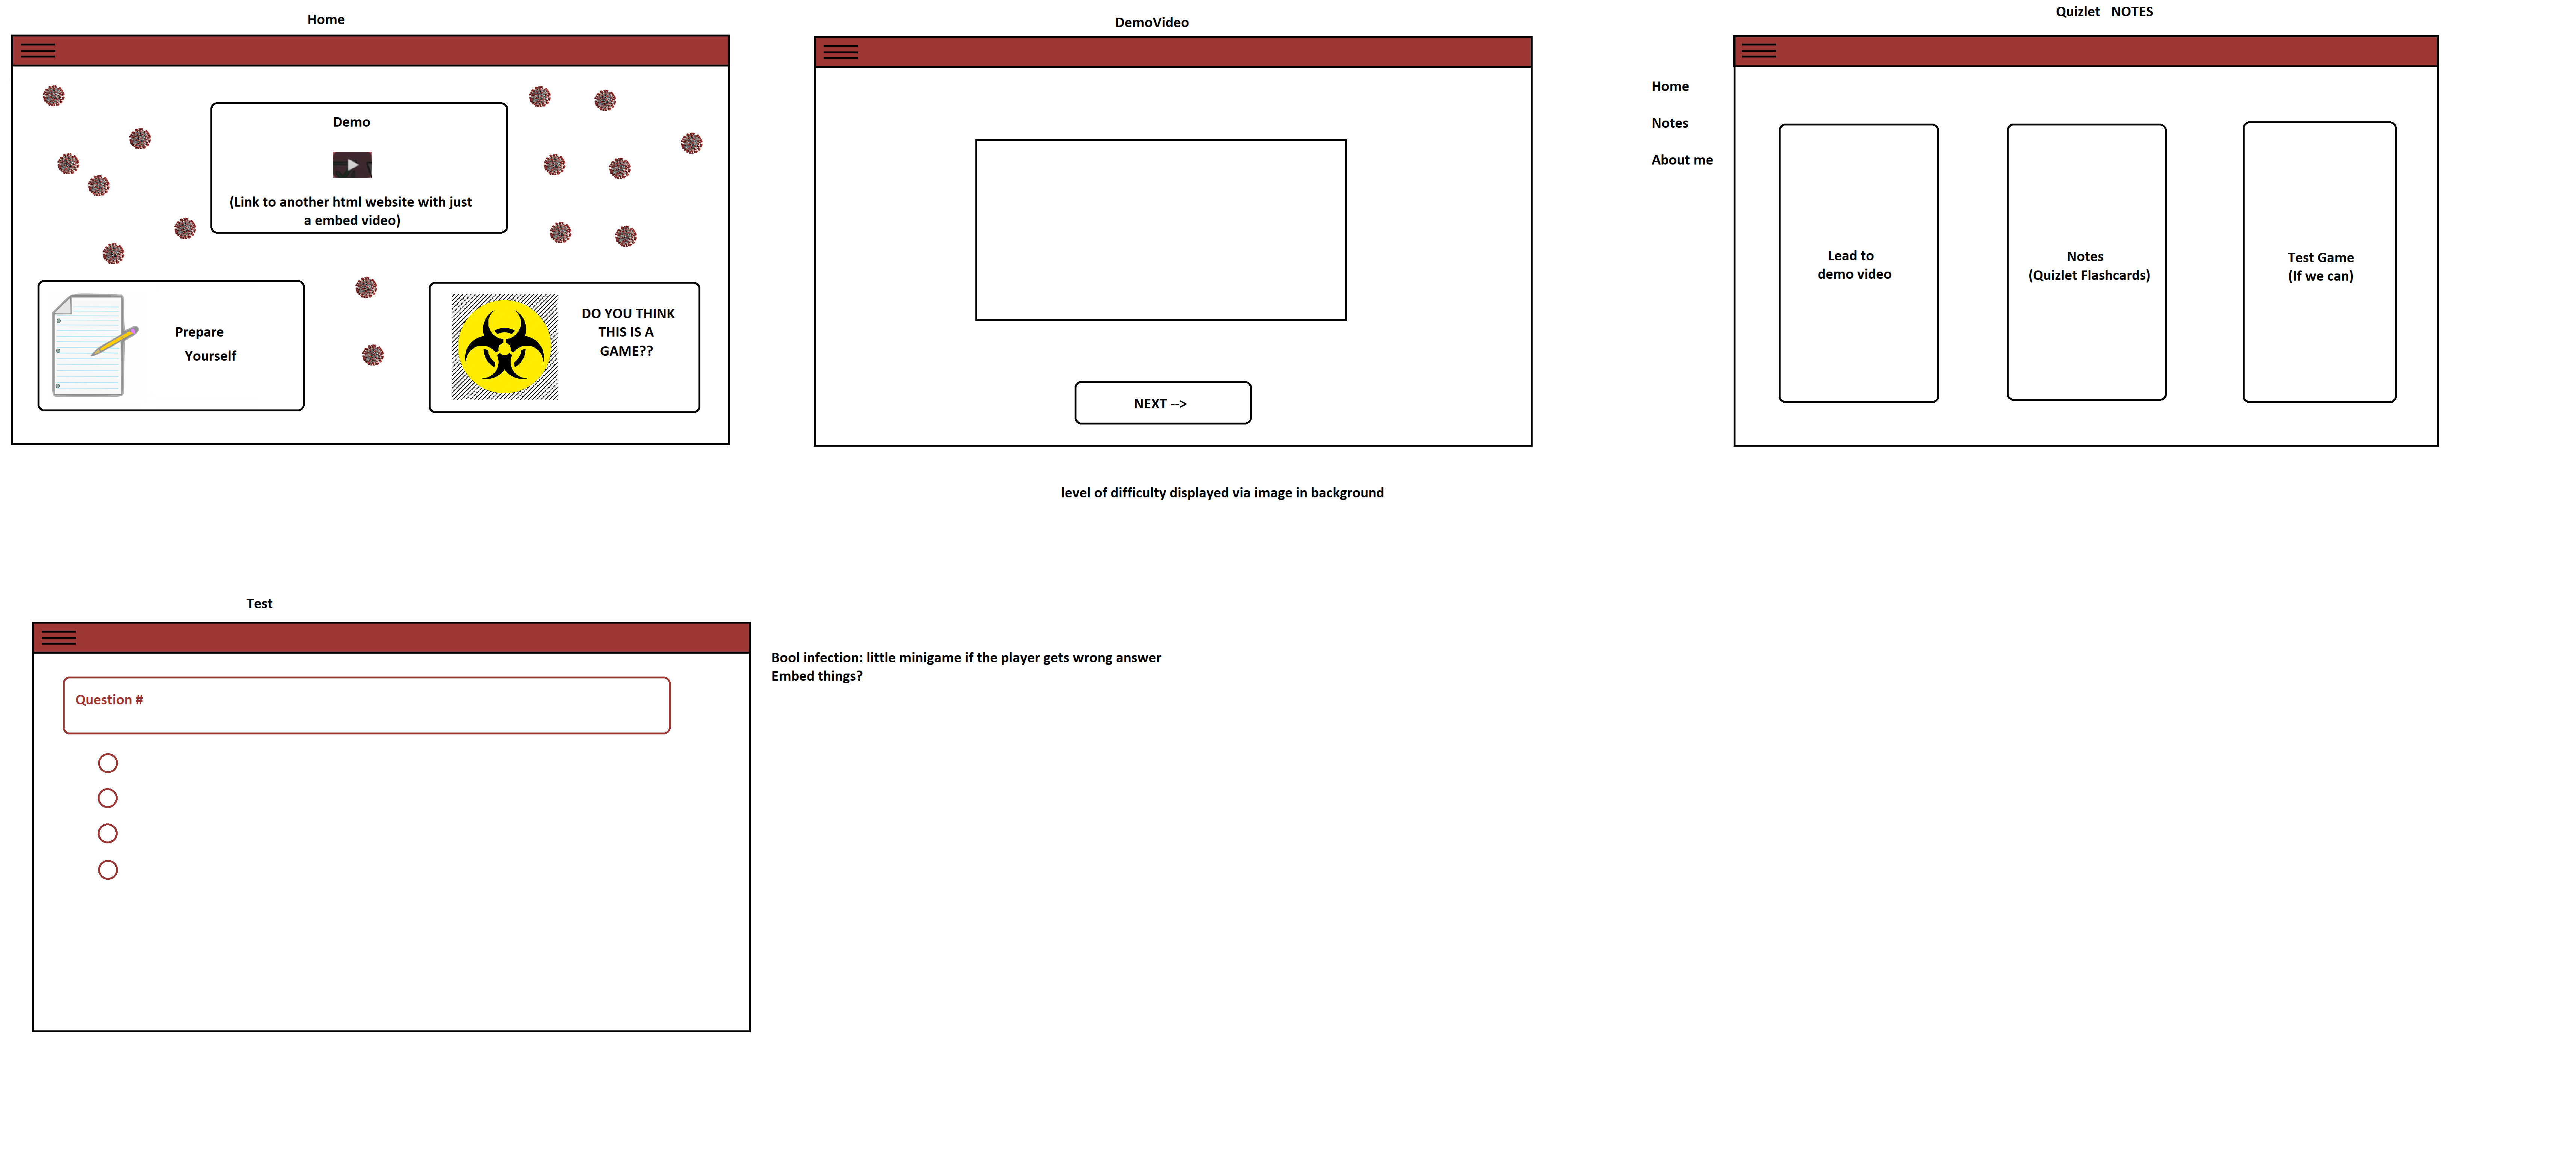 Home
Demo
(Link to another html website with just
a embed video)
Prepare
Yourself
DO YOU THINK
THIS IS A
GAME??
DemoVideo
NEXT -->
level of difficulty displayed via image in background
Quizlet NOTES
Home
Notes
About me
Lead to
demo video
Notes
(Quizlet Flashcards)
Test Game
(If we can)
Test
Question #
Bool infection: little minigame if the player gets wrong answer
Embed things?